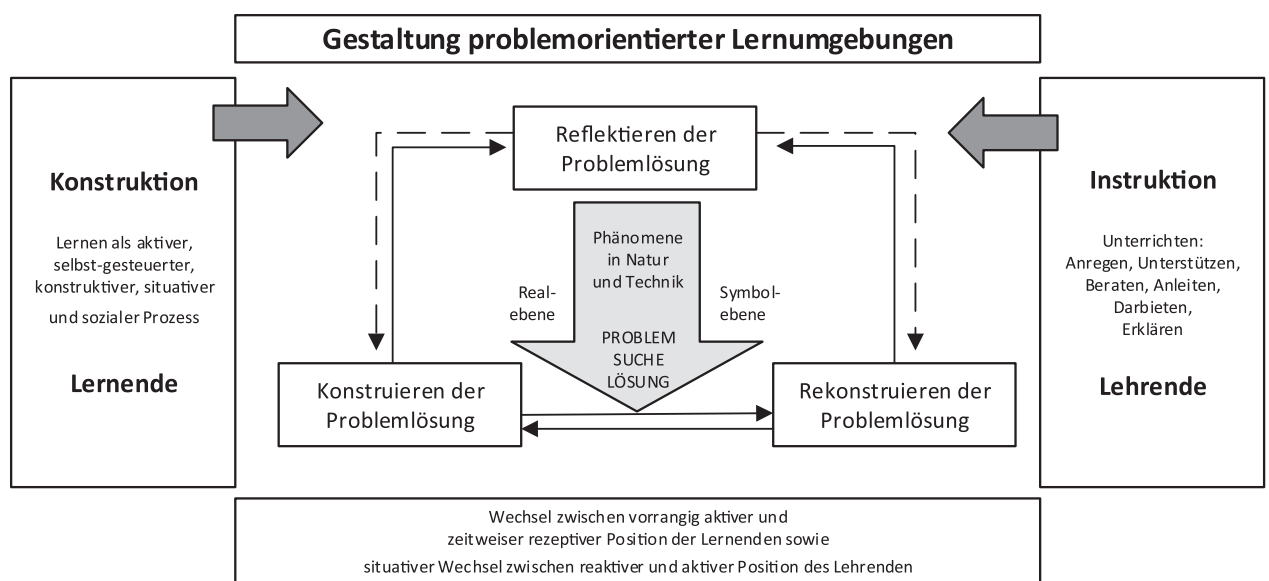 Gestaltung problemorientierter Lernumgebungen
Konstruktion
Lernen als aktiver,
selbst-gesteuerter,
konstruktiver, situativer
und sozialer Prozess
Lernende
Reflektieren der
Problemlösung
Phänomene
in Natur
und Technik
Real-
ebene
Symbol-
ebene
PROBLEM
SUCHE
LÖSUNG
Konstruieren der
Problemlösung
Rekonstruieren der
Problemlösung
Instruktion
Unterrichten:
Anregen, Unterstützen,
Beraten, Anleiten,
Darbieten,
Erklären
Lehrende
Wechsel zwischen vorrangig aktiver und
zeitweiser rezeptiver Position der Lernenden sowie
situativer Wechsel zwischen reaktiver und aktiver Position des Lehrenden